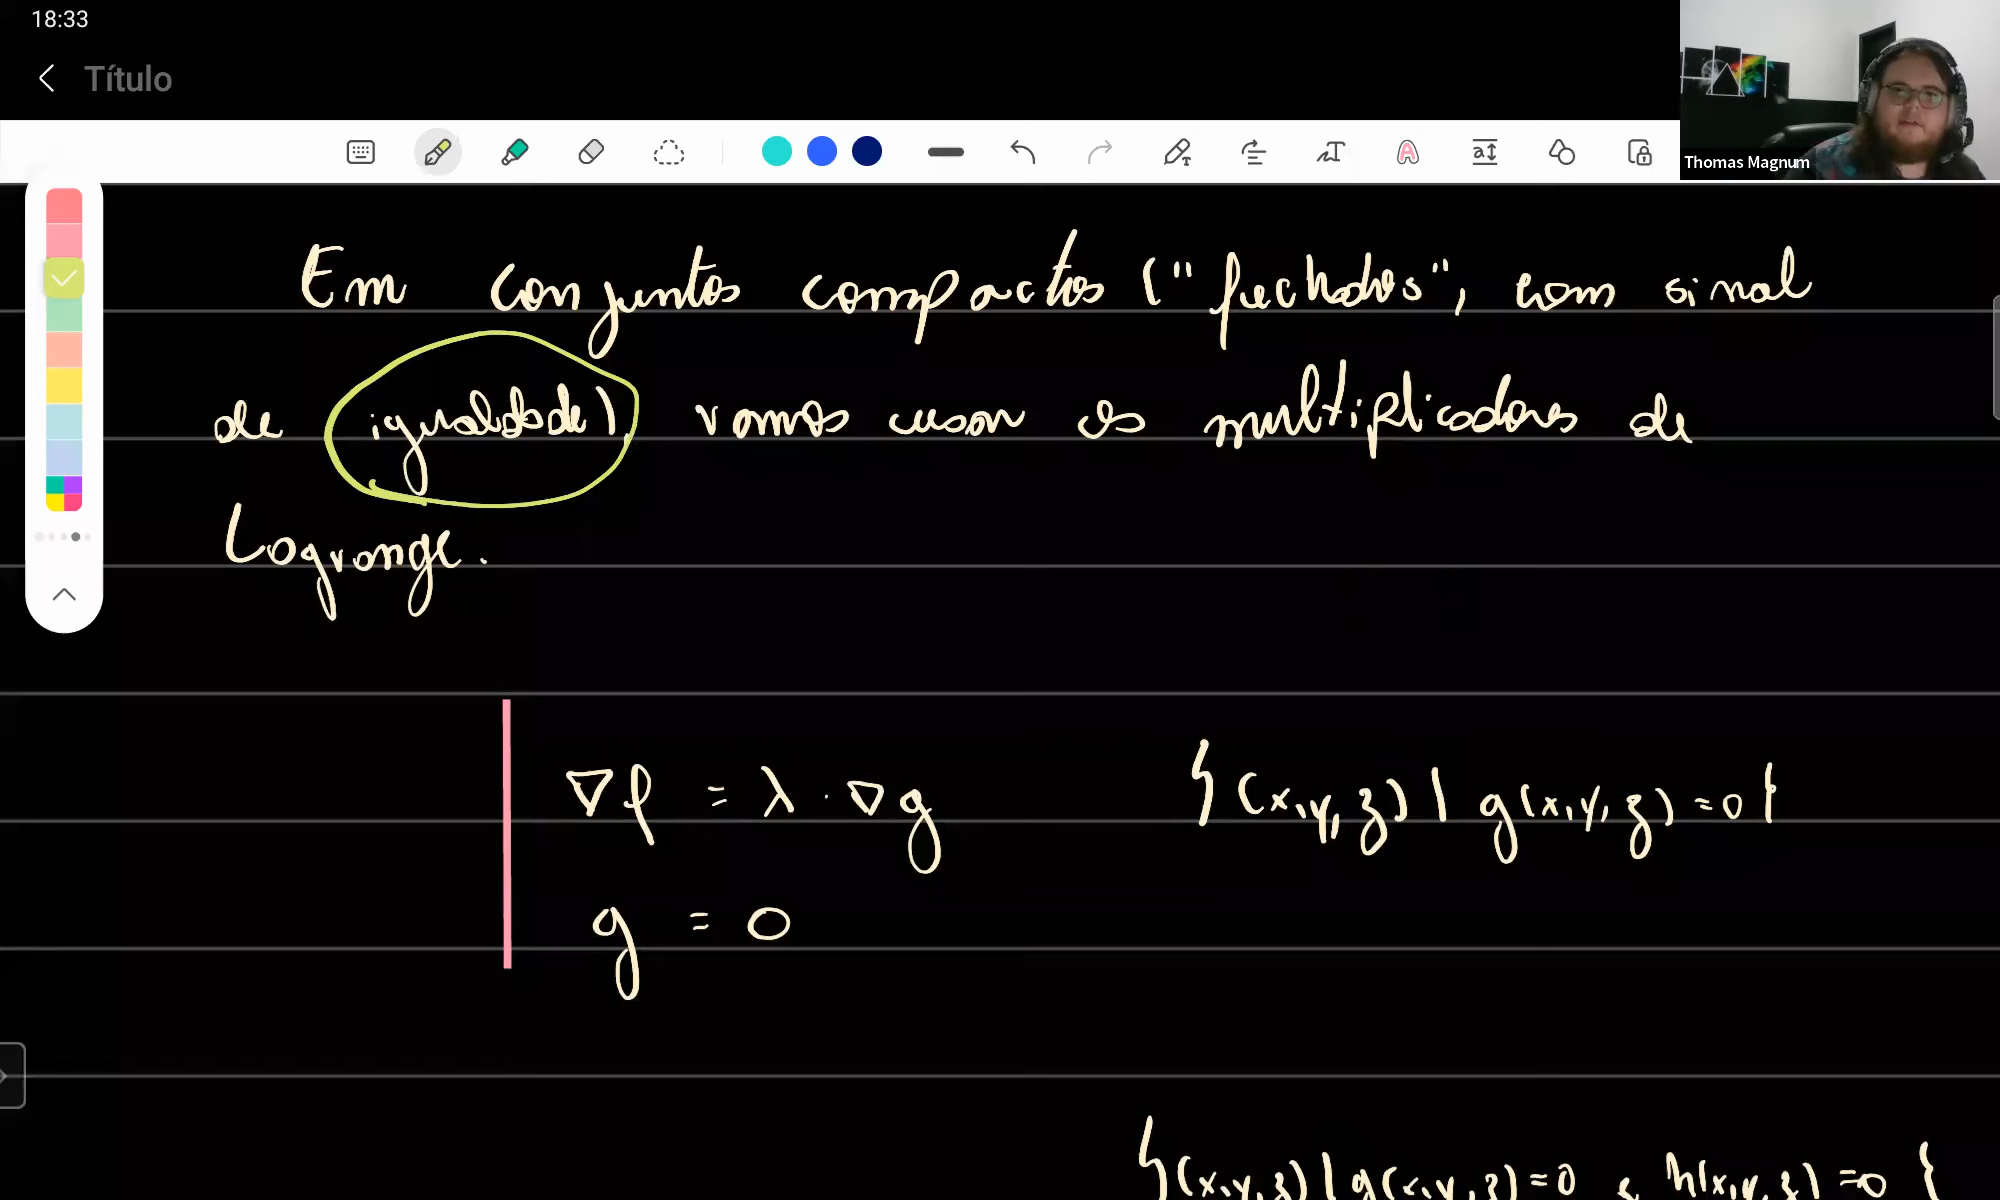 18:33
Título
Thomas Magnum
Em conjuntos compactos ("fechados", com sinal
de igualdade), vamos usar os multiplicadores de
Lagrange.
∇f = λ · ∇g {(x,y,z) | g(x,y,z) = 0}
g = 0
{(x,y,z) | g(x,y,z) = 0 e h(x,y,z) = 0}